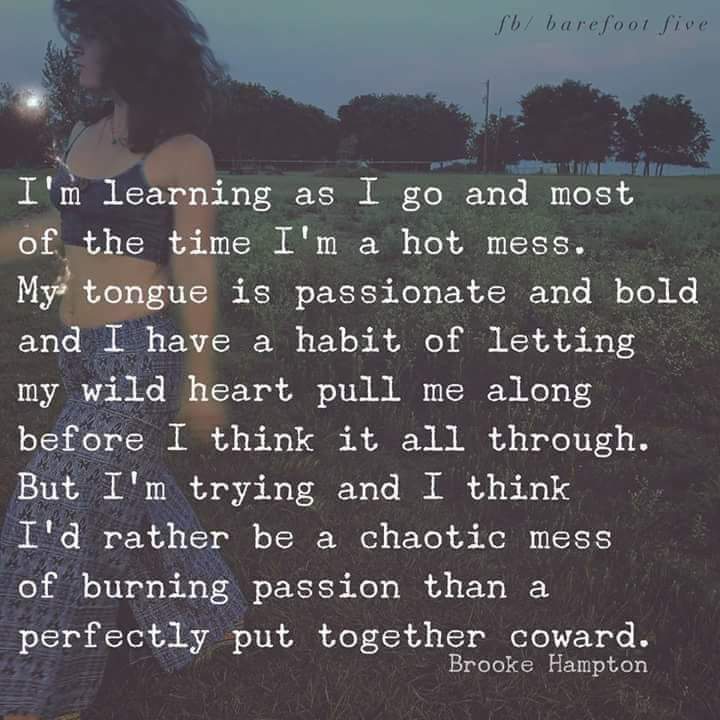 fb/ barefoot five
I'm learning as I go and most
of the time I'm a hot mess.
My tongue is passionate and bold
and I have a habit of letting
my wild heart pull me along
before I think it all through.
But I'm trying and I think
I'd rather be a chaotic mess
of burning passion than a
perfectly put together coward.
Brooke Hampton